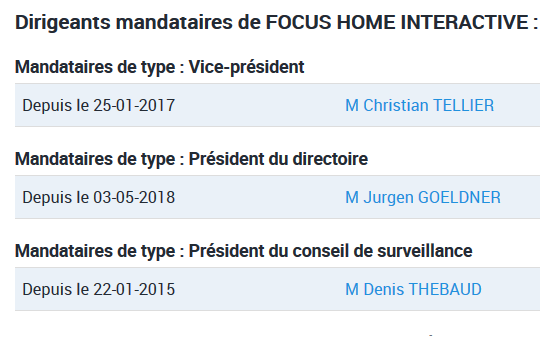 Dirigeants mandataires de FOCUS HOME INTERACTIVE :
Mandataires de type : Vice-président
Depuis le 25-01-2017 M Christian TELLIER
Mandataires de type : Président du directoire
Depuis le 03-05-2018 M Jurgen GOELDNER
Mandataires de type : Président du conseil de surveillance
Depuis le 22-01-2015 M Denis THEBAUD